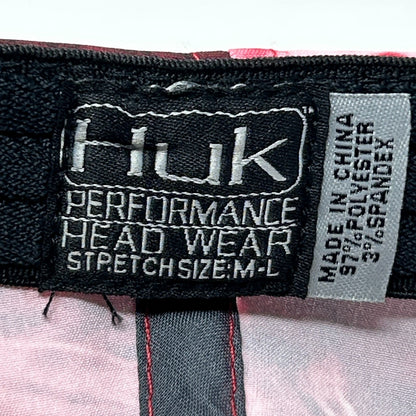 Huk
PERFORMANCE
HEAD WEAR
STRETCH SIZE: M-L
MADE IN CHINA
97% POLYESTER
3% SPANDEX